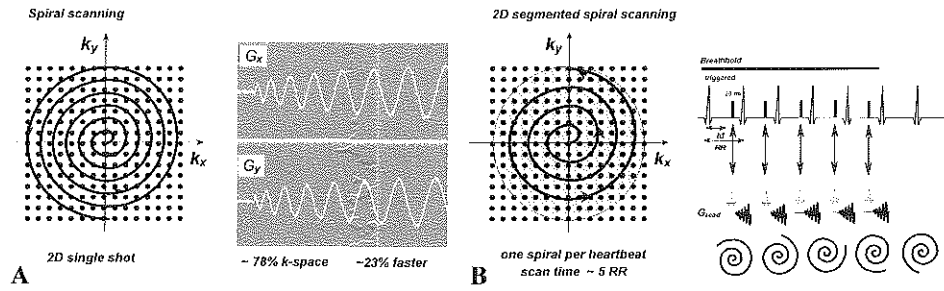 Spiral scanning
ky
kx
2D single shot
A
Gx
Gy
~ 78% k-space ~23% faster
2D segmented spiral scanning
ky
kx
one spiral per heartbeat
scan time ~ 5 RR
B
Breathhold
triggered
td
RR